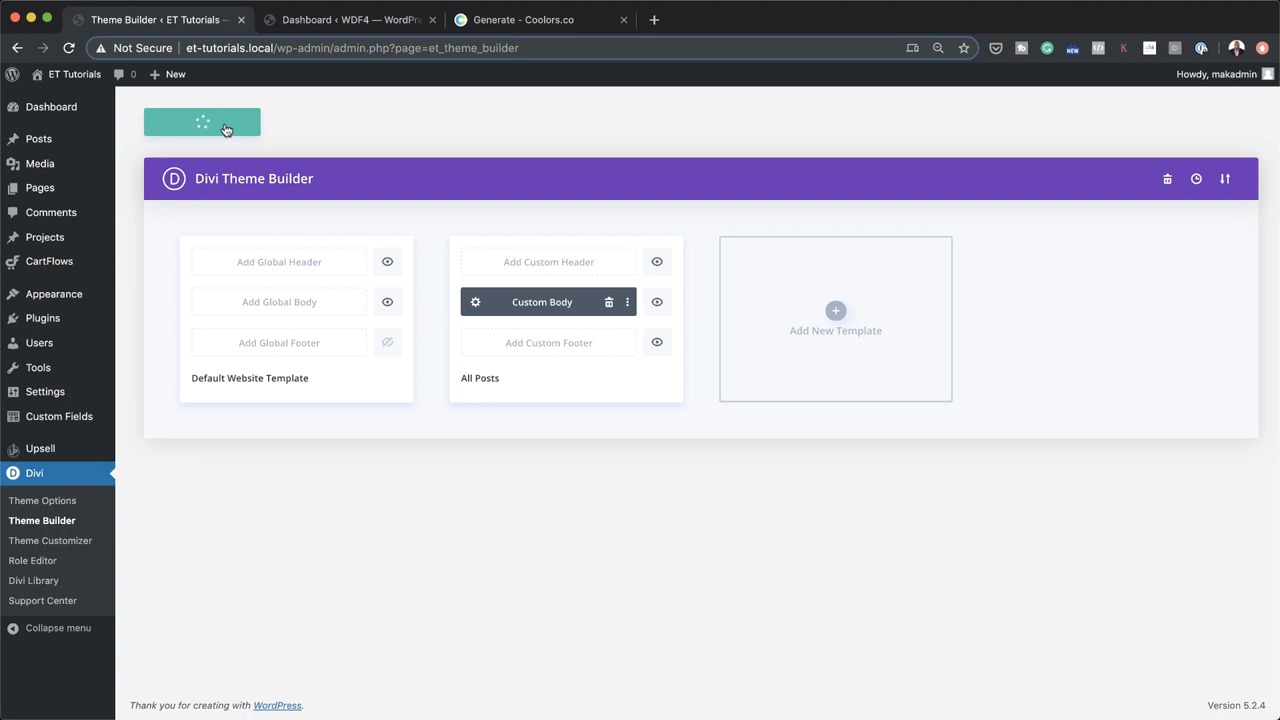 Theme Builder ‹ ET Tutorials —
Dashboard ‹ WDF4 — WordPr
Generate - Coolors.co
Not Secure
et-tutorials.local/wp-admin/admin.php?page=et_theme_builder
ET Tutorials
0
New
Howdy, makadmin
Dashboard
Posts
Media
Pages
Comments
Projects
CartFlows
Appearance
Plugins
Users
Tools
Settings
Custom Fields
Upsell
Divi
Theme Options
Theme Builder
Theme Customizer
Role Editor
Divi Library
Support Center
Collapse menu
D
Divi Theme Builder
Add Global Header
Add Global Body
Add Global Footer
Default Website Template
Add Custom Header
Custom Body
Add Custom Footer
All Posts
Add New Template
Thank you for creating with WordPress.
Version 5.2.4